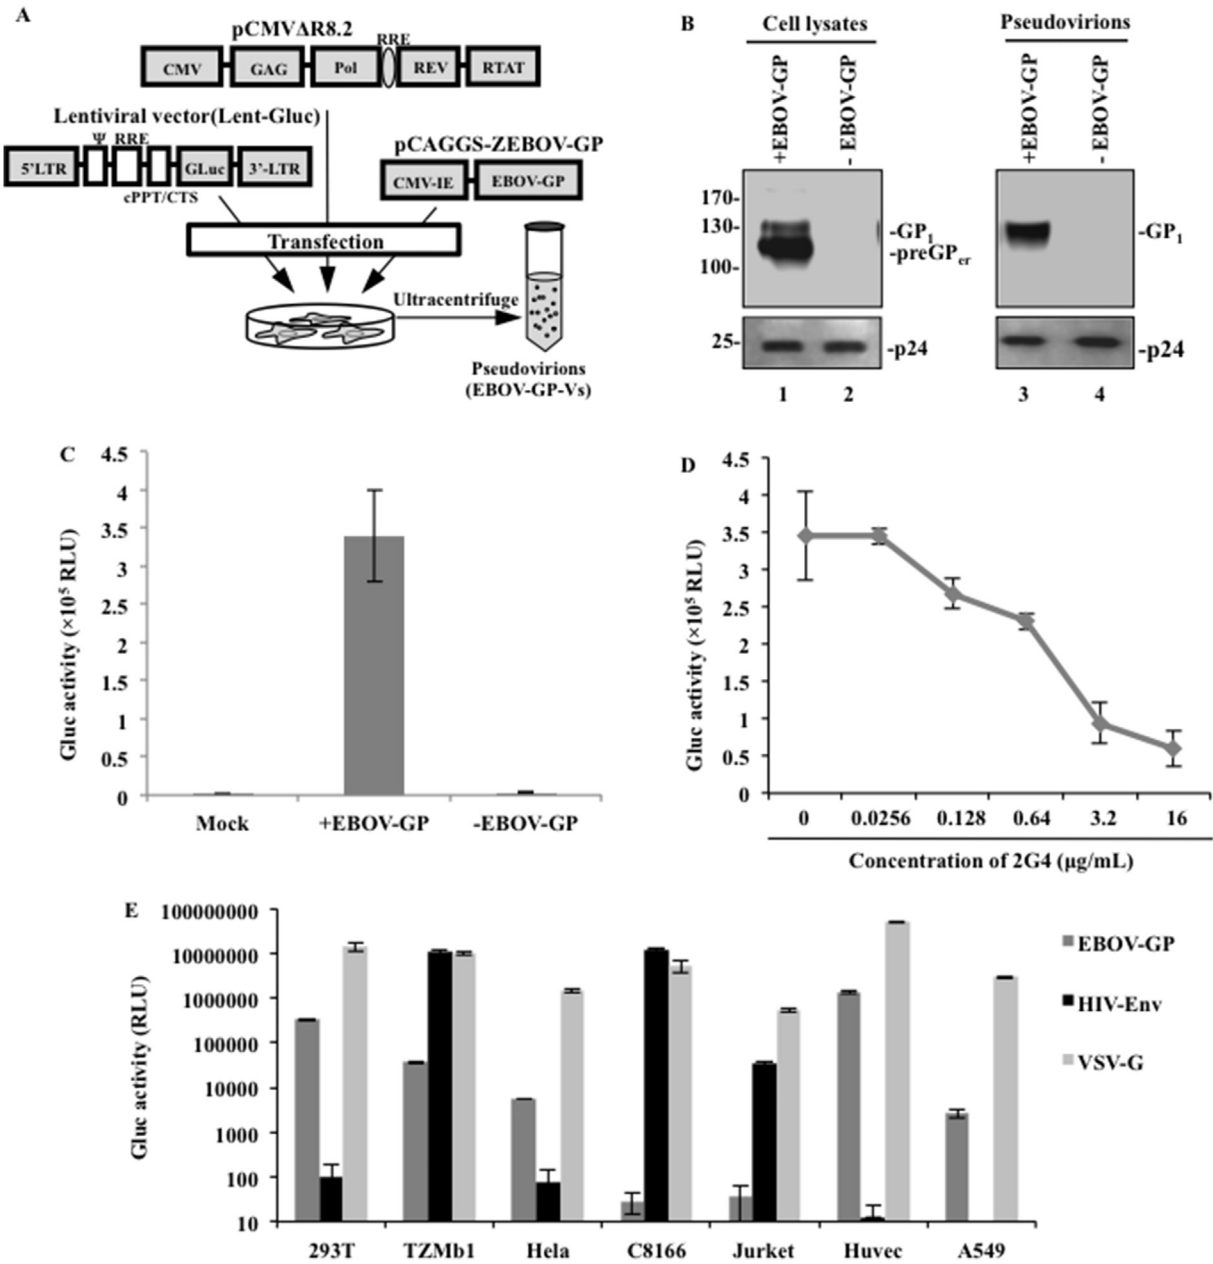 A
pCMVΔR8.2
RRE
CMV GAG Pol REV RTAT
Lentiviral vector(Lent-Gluc)
Ψ RRE
5'LTR GLuc 3'-LTR
cPPT/CTS
pCAGGS-ZEBOV-GP
CMV-IE EBOV-GP
Transfection
Ultracentrifuge
Pseudovirions
(EBOV-GP-Vs)
B
Cell lysates
Pseudovirions
+EBOV-GP
- EBOV-GP
+EBOV-GP
- EBOV-GP
170-
130-
100-
-GP1
-preGPer
-GP1
25-
-p24
-p24
1 2 3 4
C
Gluc activity (×10⁵ RLU)
4.5
4
3.5
3
2.5
2
1.5
1
0.5
0
Mock +EBOV-GP -EBOV-GP
D
Gluc activity (×10⁵ RLU)
4.5
4
3.5
3
2.5
2
1.5
1
0.5
0
0 0.0256 0.128 0.64 3.2 16
Concentration of 2G4 (µg/mL)
E
Gluc activity (RLU)
100000000
10000000
1000000
100000
10000
1000
100
10
293T TZMb1 Hela C8166 Jurket Huvec A549
EBOV-GP
HIV-Env
VSV-G